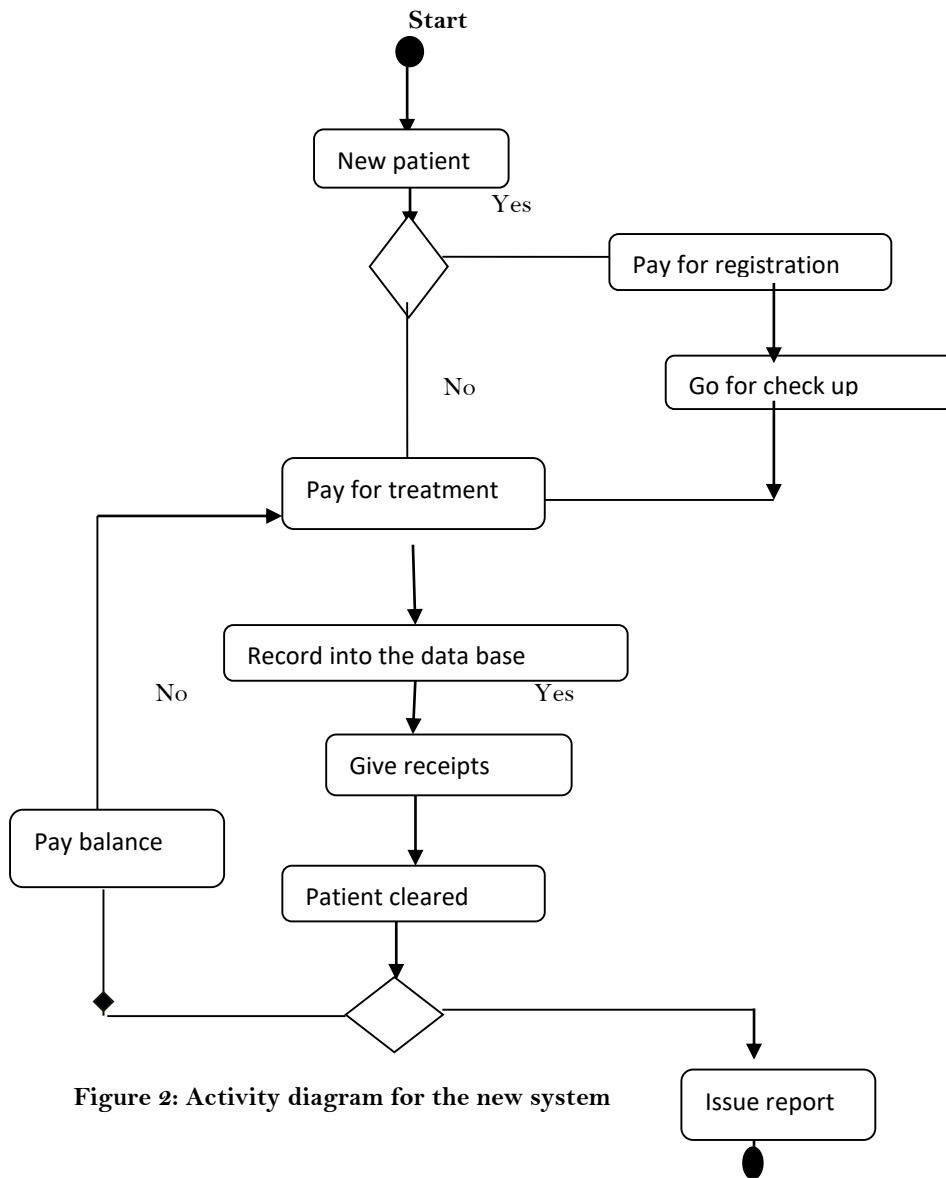 Start
New patient
Yes
Pay for registration
Go for check up
No
Pay for treatment
Record into the data base
No
Yes
Give receipts
Pay balance
Patient cleared
Figure 2: Activity diagram for the new system
Issue report